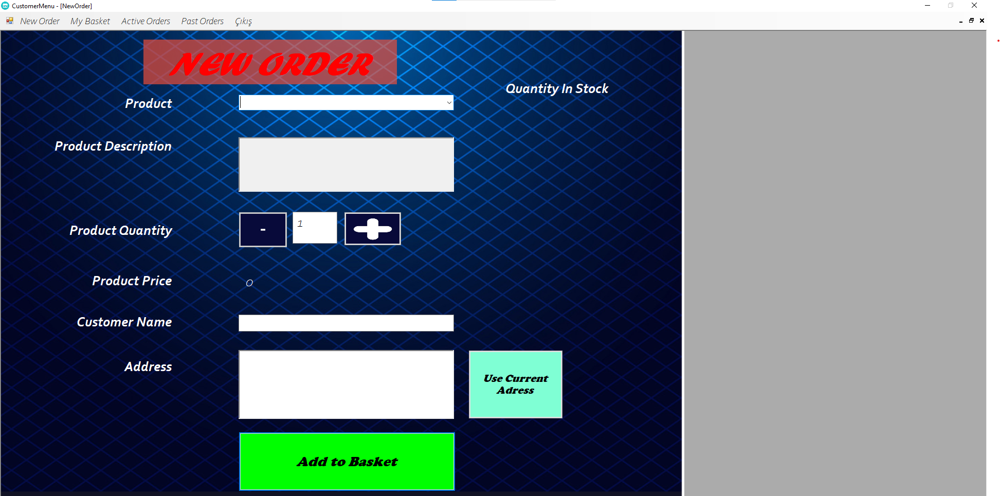 CustomerMenu - [NewOrder]
New Order My Basket Active Orders Past Orders Çıkış
NEW ORDER
Quantity In Stock
Product
Product Description
Product Quantity - 1
Product Price 0
Customer Name
Address
Use Current
Adress
Add to Basket